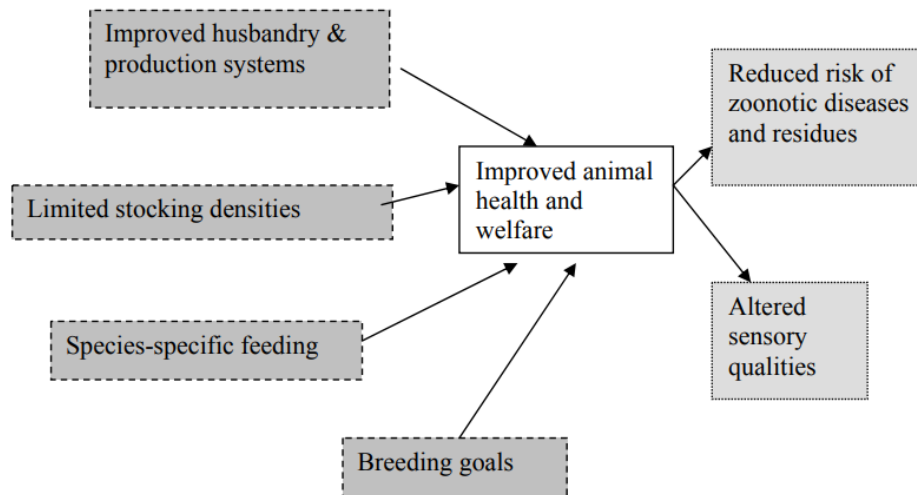 Improved husbandry &
production systems
Reduced risk of
zoonotic diseases
and residues
Improved animal
health and
welfare
Limited stocking densities
Altered
sensory
qualities
Species-specific feeding
Breeding goals